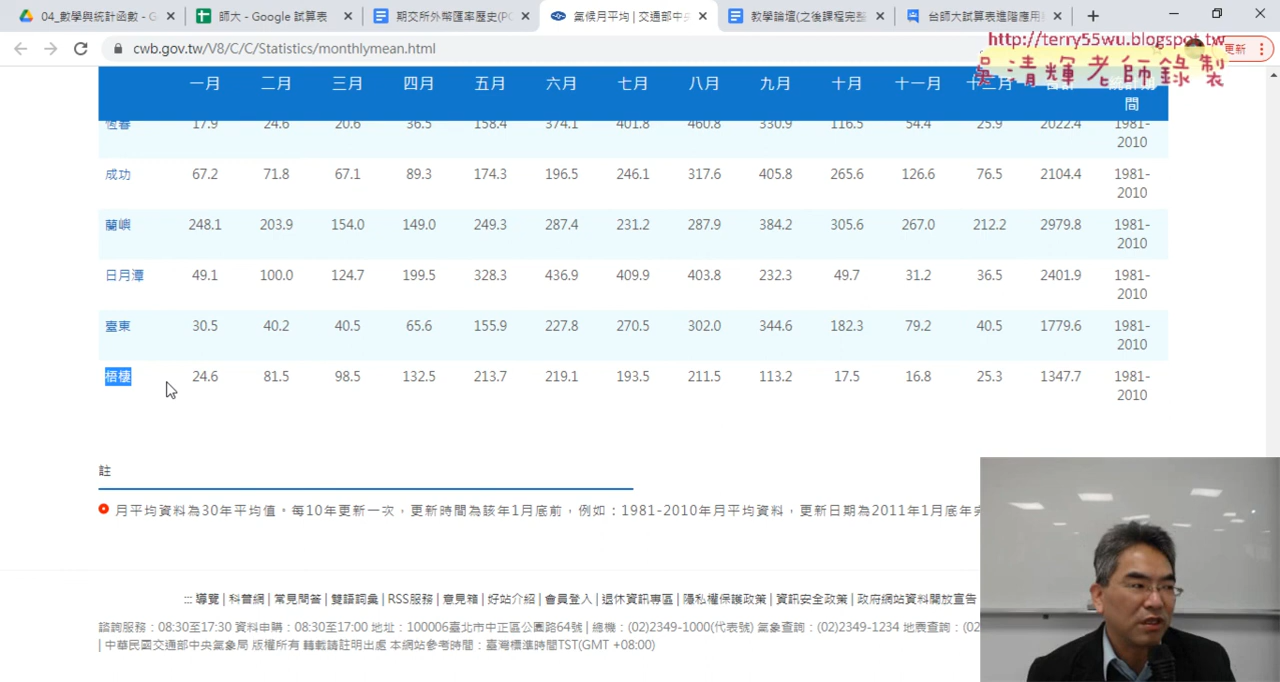 04_數學與統計函數 - G
師大 - Google 試算表
期交所外幣匯率歷史(PC
氣候月平均 | 交通部中央
教學論壇(之後課程完整
台師大試算表進階應用
cwb.gov.tw/V8/C/C/Statistics/monthlymean.html
更新
http://terry55wu.blogspot.tw
吳清輝老師錄製
一月 二月 三月 四月 五月 六月 七月 八月 九月 十月 十一月 十二月
間
恆春 17.9 24.6 20.6 36.5 158.4 374.1 401.8 460.8 330.9 116.5 54.4 25.9 2022.4 1981-
2010
成功 67.2 71.8 67.1 89.3 174.3 196.5 246.1 317.6 405.8 265.6 126.6 76.5 2104.4 1981-
2010
蘭嶼 248.1 203.9 154.0 149.0 249.3 287.4 231.2 287.9 384.2 305.6 267.0 212.2 2979.8 1981-
2010
日月潭 49.1 100.0 124.7 199.5 328.3 436.9 409.9 403.8 232.3 49.7 31.2 36.5 2401.9 1981-
2010
臺東 30.5 40.2 40.5 65.6 155.9 227.8 270.5 302.0 344.6 182.3 79.2 40.5 1779.6 1981-
2010
梧棲 24.6 81.5 98.5 132.5 213.7 219.1 193.5 211.5 113.2 17.5 16.8 25.3 1347.7 1981-
2010
註
月平均資料為30年平均值。每10年更新一次，更新時間為該年1月底前，例如：1981-2010年月平均資料，更新日期為2011年1月底年
::: 導覽 | 科普網 | 常見問答 | 雙語詞彙 | RSS服務 | 意見箱 | 好站介紹 | 會員登入 | 退休資訊專區 | 隱私權保護政策 | 資訊安全政策 | 政府網站資料開放宣告
諮詢服務：08:30至17:30 資料申購：08:30至17:00 地址：100006臺北市中正區公園路64號 | 總機：(02)2349-1000(代表號) 氣象查詢：(02)2349-1234 地震查詢：(02
| 中華民國交通部中央氣象局 版權所有 轉載請註明出處 本網站參考時間：臺灣標準時間TST(GMT +08:00)